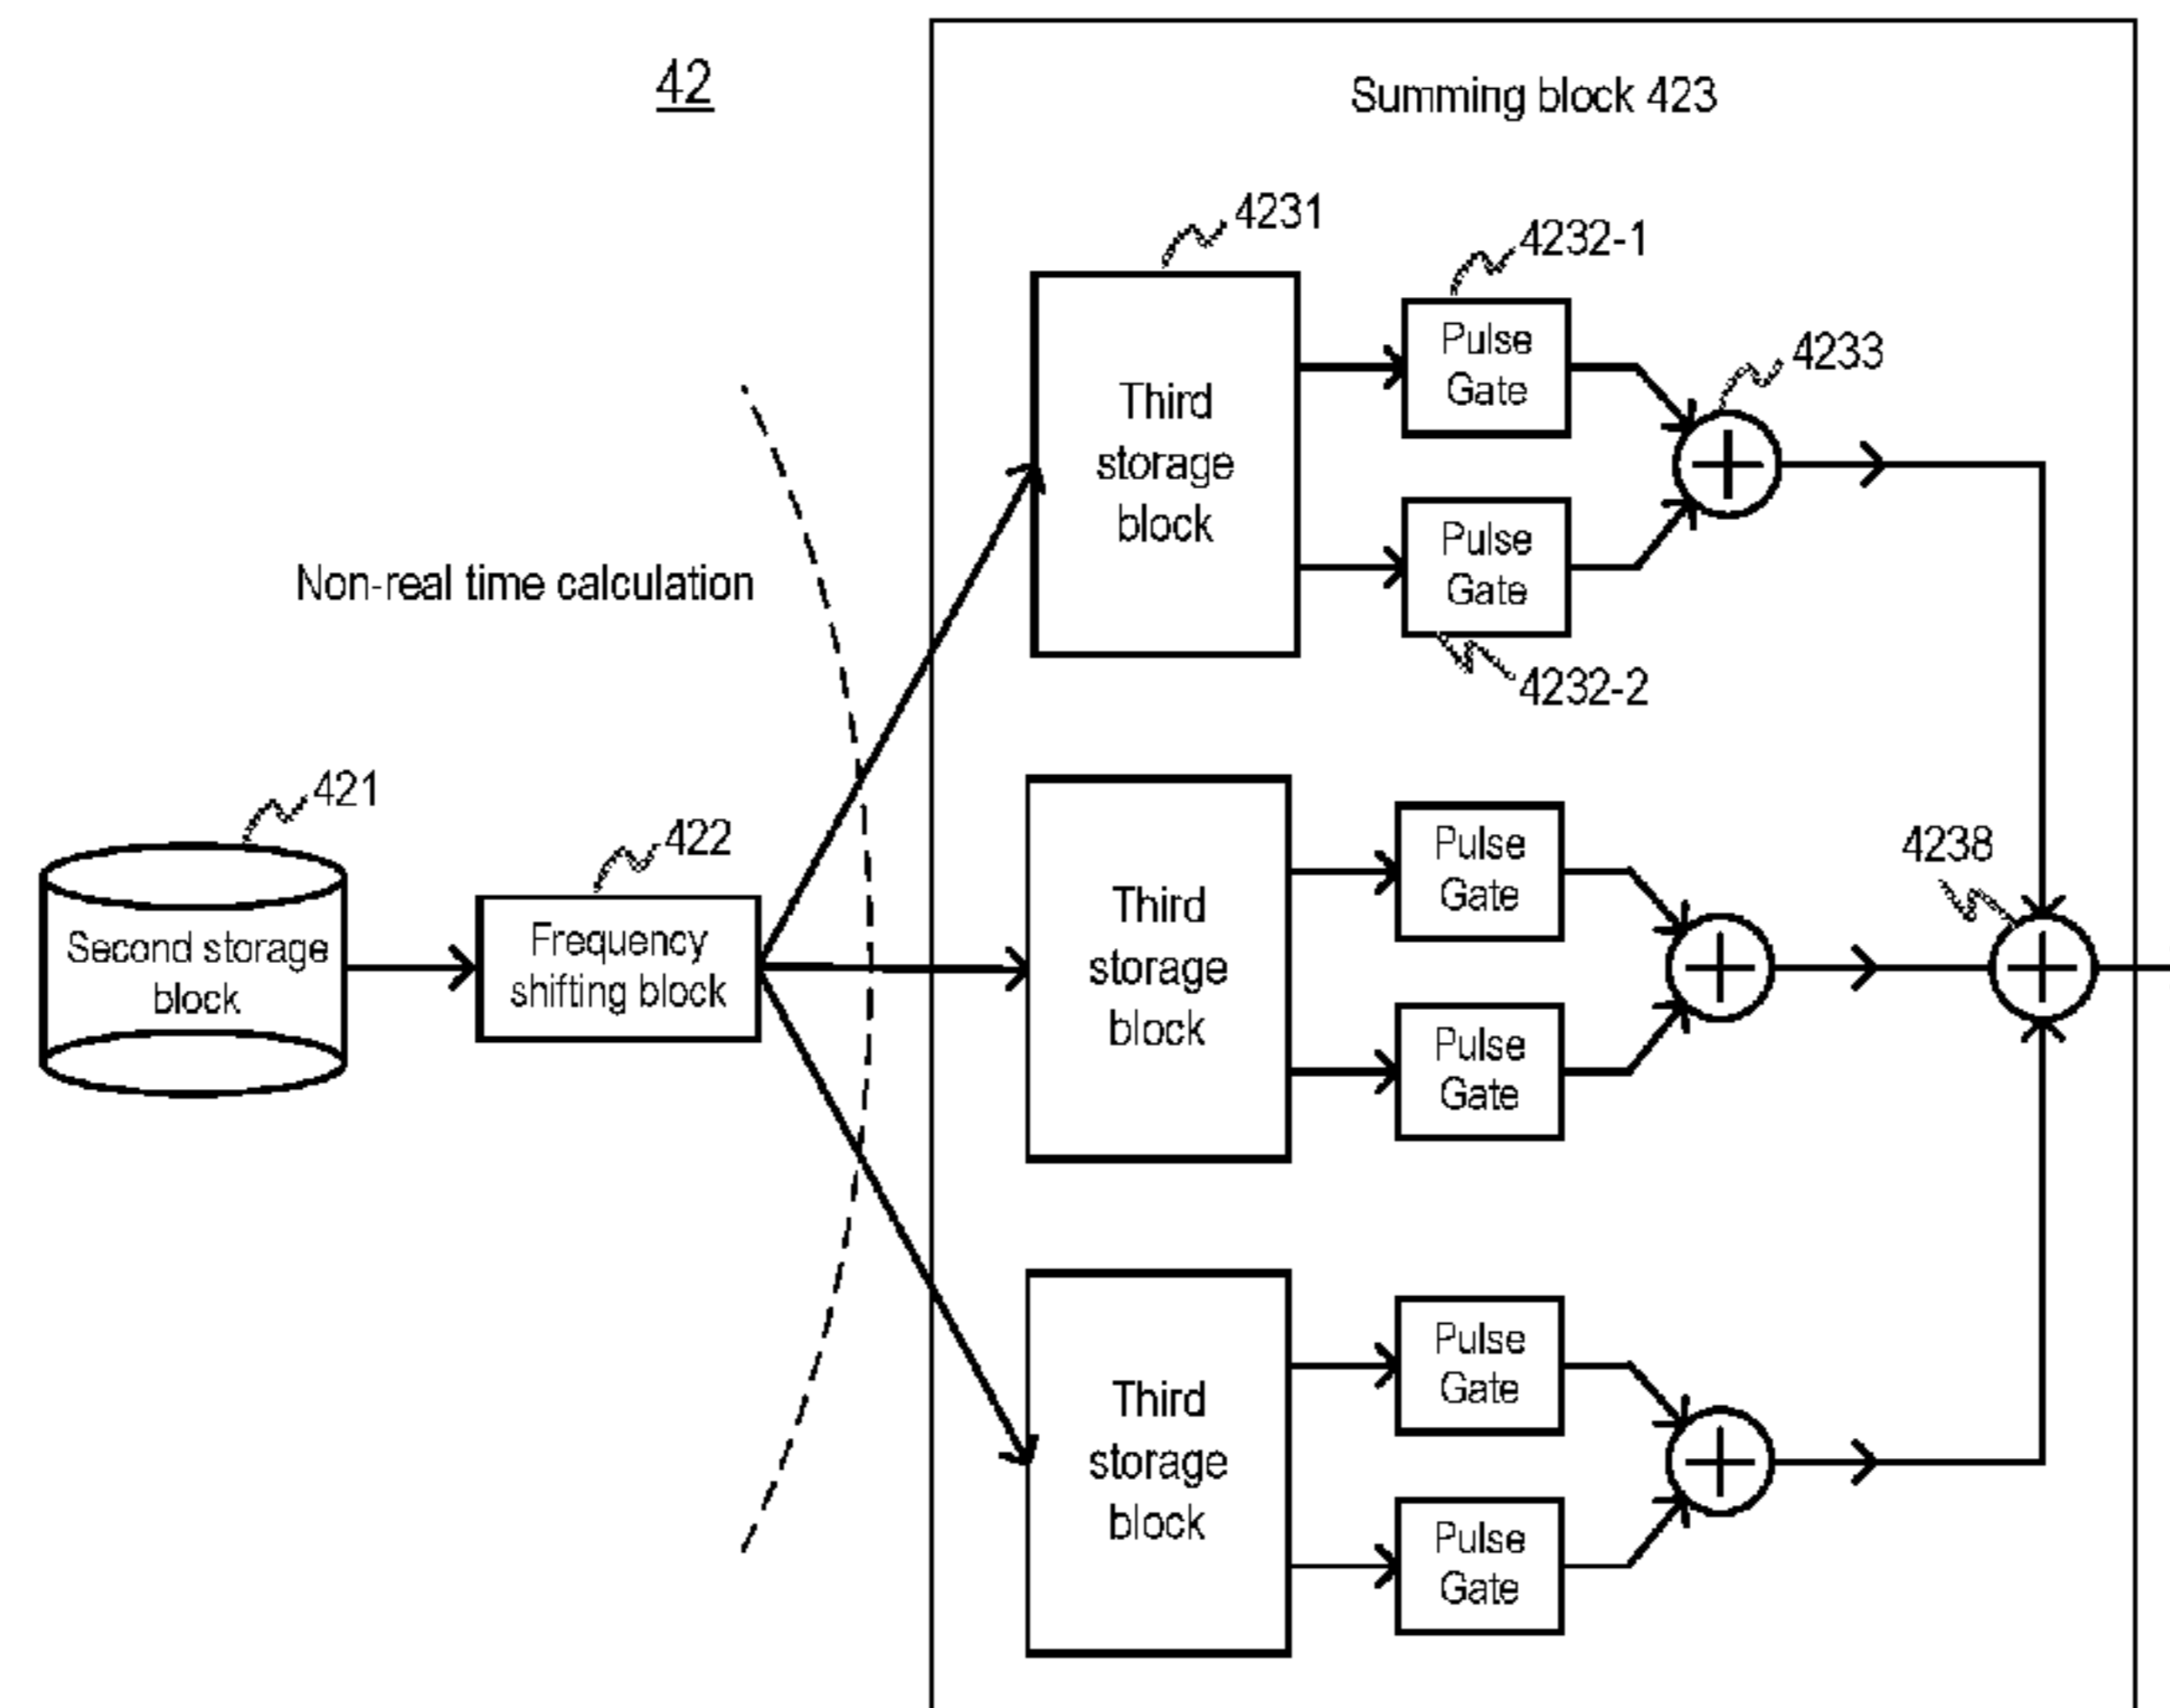 42
Summing block 423
4231
4232-1
Pulse
Gate
4233
Third
storage
block
Pulse
Gate
4232-2
Non-real time calculation
421
Second storage
block
422
Frequency
shifting block
Third
storage
block
Pulse
Gate
Pulse
Gate
4238
Third
storage
block
Pulse
Gate
Pulse
Gate